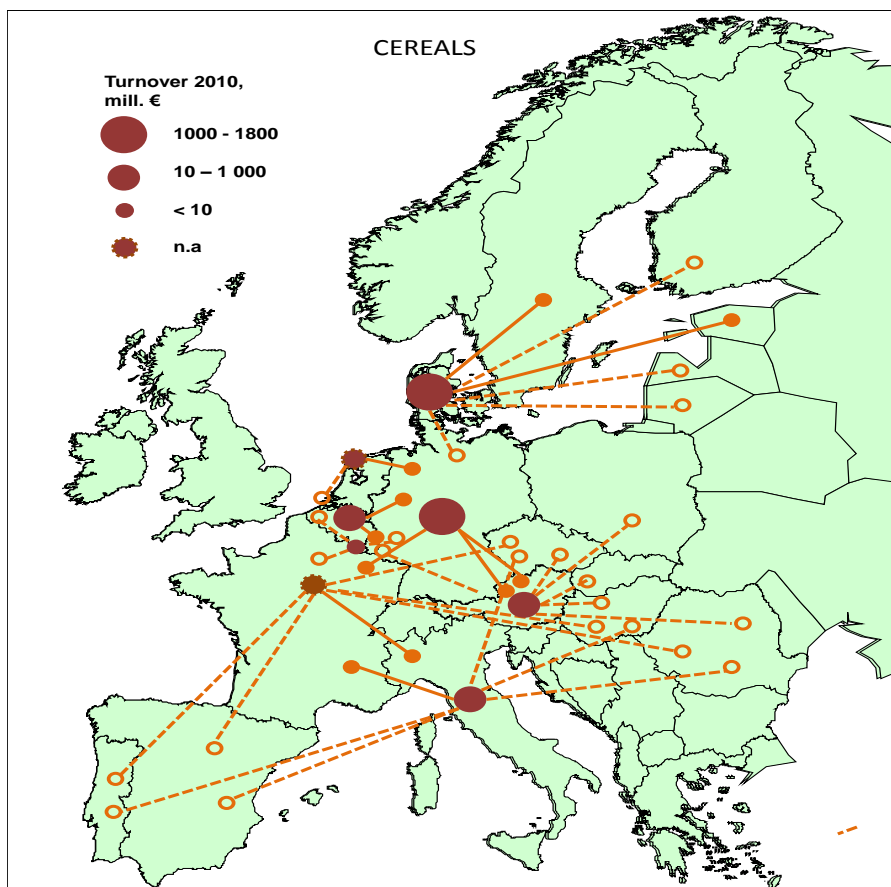 CEREALS
Turnover 2010,
mill. €
1000 - 1800
10 – 1 000
< 10
n.a